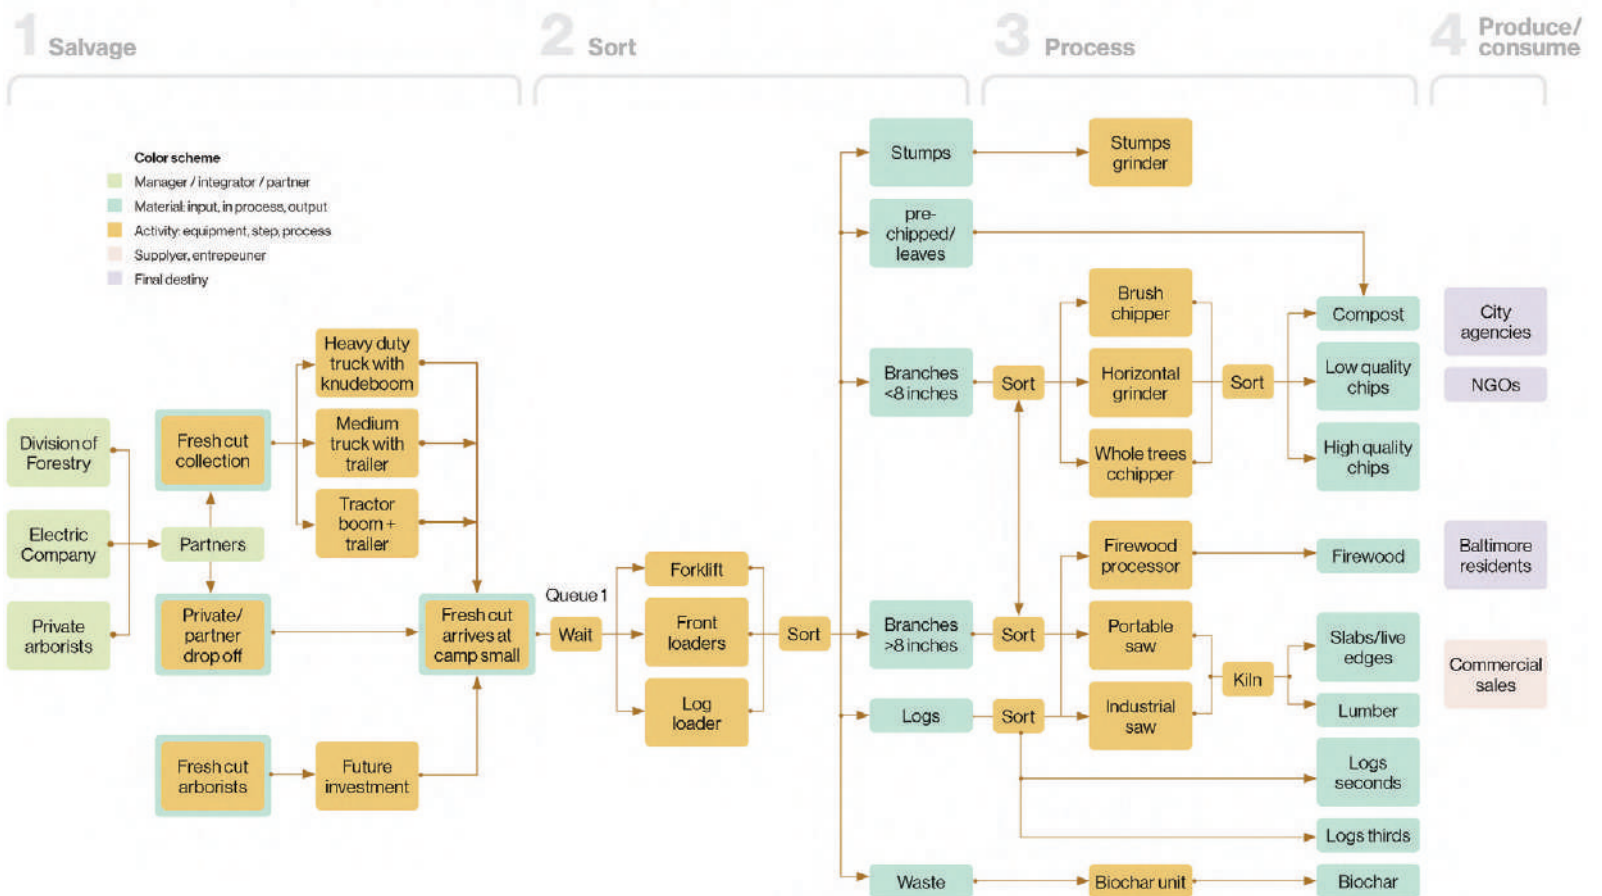 1 Salvage
2 Sort
3 Process
4 Produce/
consume
Color scheme
Manager / integrator / partner
Material: input, in process, output
Activity: equipment, step, process
Supplyer, entrepeuner
Final destiny
Division of
Forestry
Electric
Company
Private
arborists
Partners
Fresh cut
collection
Private/
partner
drop off
Fresh cut
arborists
Heavy duty
truck with
knudeboom
Medium
truck with
trailer
Tractor
boom +
trailer
Future
investment
Fresh cut
arrives at
camp small
Queue 1
Wait
Forklift
Front
loaders
Log
loader
Sort
Stumps
pre-
chipped/
leaves
Branches
<8 inches
Branches
>8 inches
Logs
Waste
Sort
Sort
Sort
Stumps
grinder
Brush
chipper
Horizontal
grinder
Whole trees
cchipper
Firewood
processor
Portable
saw
Industrial
saw
Biochar unit
Sort
Kiln
Compost
Low quality
chips
High quality
chips
Firewood
Slabs/live
edges
Lumber
Logs
seconds
Logs thirds
Biochar
City
agencies
NGOs
Baltimore
residents
Commercial
sales